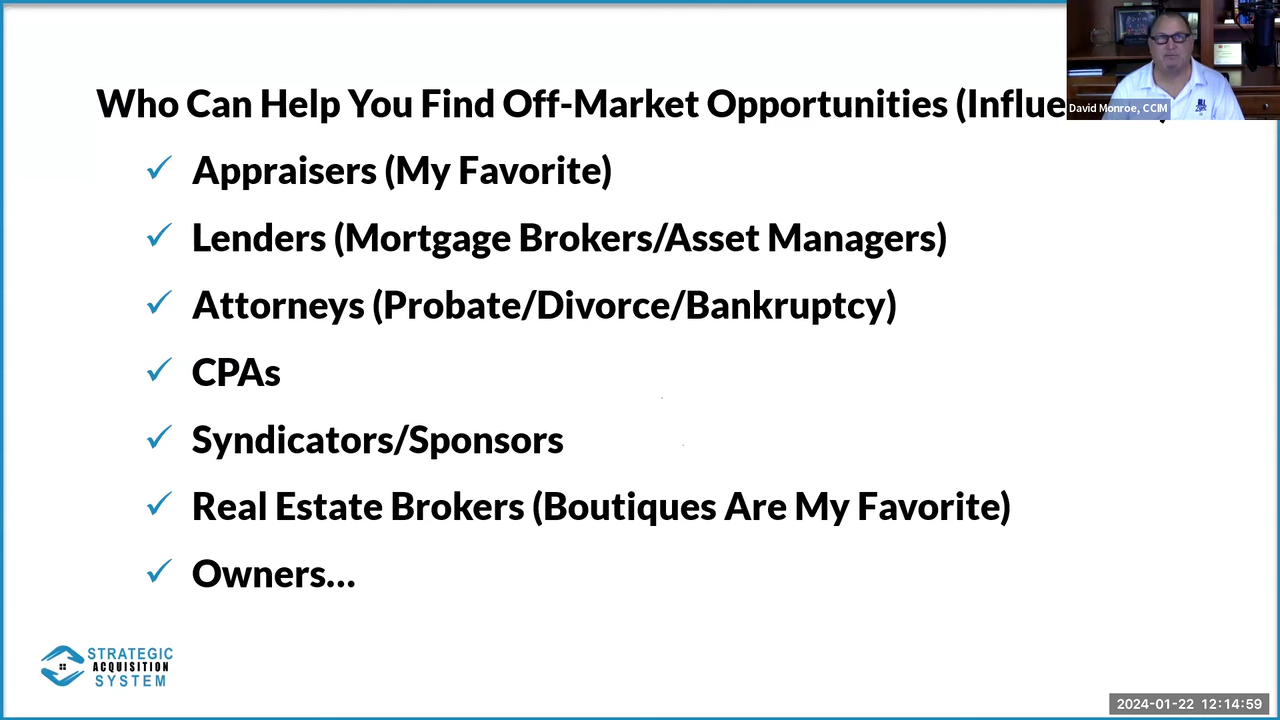 Who Can Help You Find Off-Market Opportunities (Influe
David Monroe, CCIM
Appraisers (My Favorite)
Lenders (Mortgage Brokers/Asset Managers)
Attorneys (Probate/Divorce/Bankruptcy)
CPAs
Syndicators/Sponsors
Real Estate Brokers (Boutiques Are My Favorite)
Owners...
STRATEGIC
ACQUISITION
SYSTEM
2024-01-22 12:14:59